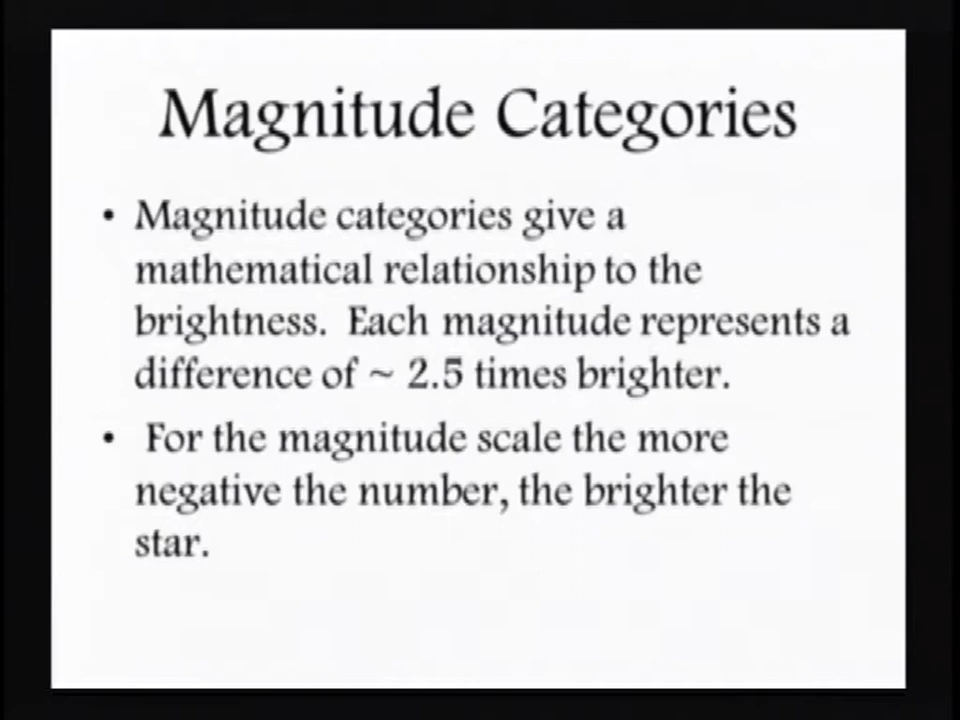 Magnitude Categories
• Magnitude categories give a
mathematical relationship to the
brightness.  Each magnitude represents a
difference of ~ 2.5 times brighter.
•  For the magnitude scale the more
negative the number, the brighter the
star.